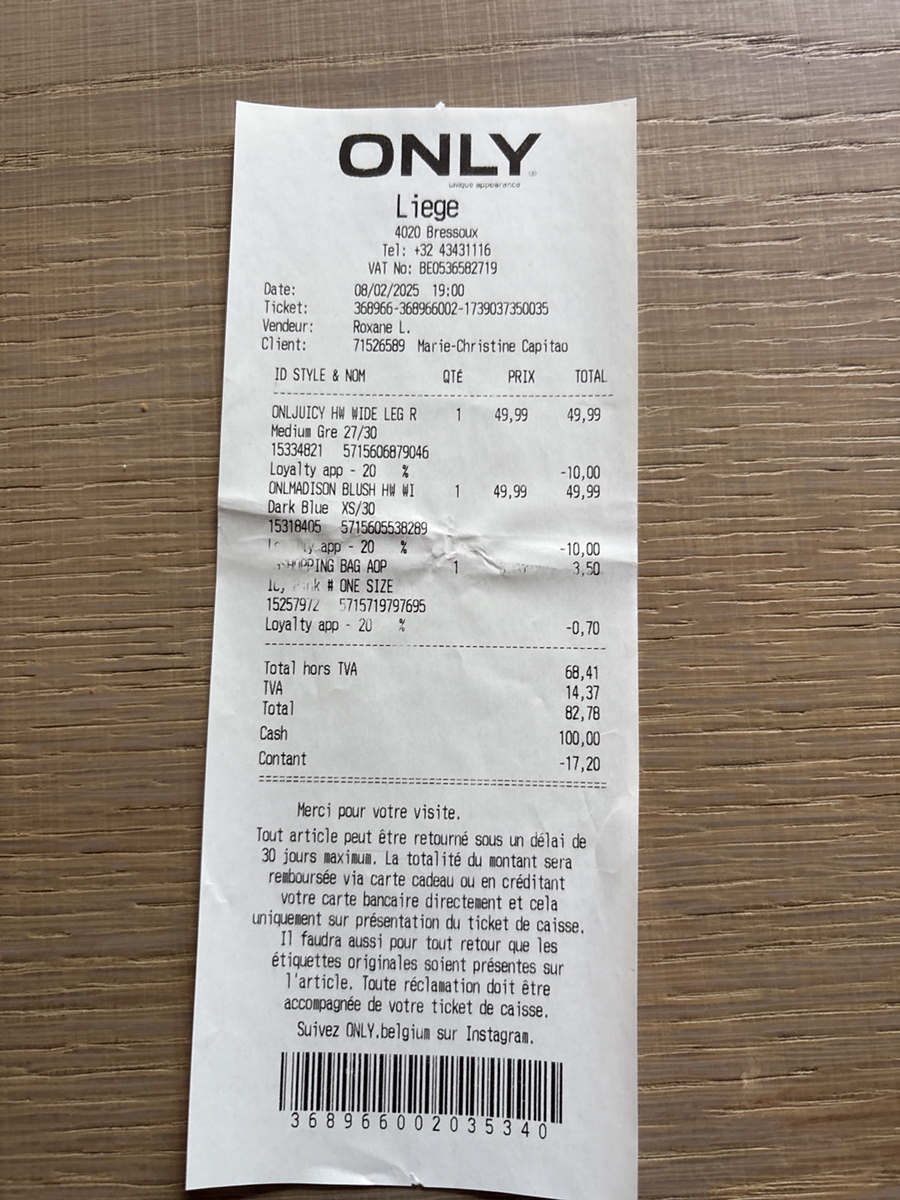 ONLY
unique appearance
Liege
4020 Bressoux
Tel: +32 43431116
VAT No: BE0536582719
Date: 08/02/2025 19:00
Ticket: 368966-368966002-1739037350035
Vendeur: Roxane L.
Client: 71526589 Marie-Christine Capitao
ID STYLE & NOM QTÉ PRIX TOTAL
ONLJUICY HW WIDE LEG R 1 49,99 49,99
Medium Gre 27/30
15334821 5715606879046
Loyalty app - 20 % -10,00
ONLMADISON BLUSH HW WI 1 49,99 49,99
Dark Blue XS/30
15318405 5715605538289
app - 20 % -10,00
SHOPPING BAG AOP 1 3,50
# ONE SIZE
15257972 5715719797695
Loyalty app - 20 % -0,70
Total hors TVA 68,41
TVA 14,37
Total 82,78
Cash 100,00
Contant -17,20
Merci pour votre visite.
Tout article peut être retourné sous un délai de
30 jours maximum. La totalité du montant sera
remboursée via carte cadeau ou en créditant
votre carte bancaire directement et cela
uniquement sur présentation du ticket de caisse.
Il faudra aussi pour tout retour que les
étiquettes originales soient présentes sur
l'article. Toute réclamation doit être
accompagnée de votre ticket de caisse.
Suivez ONLY.belgium sur Instagram.
368966002035340